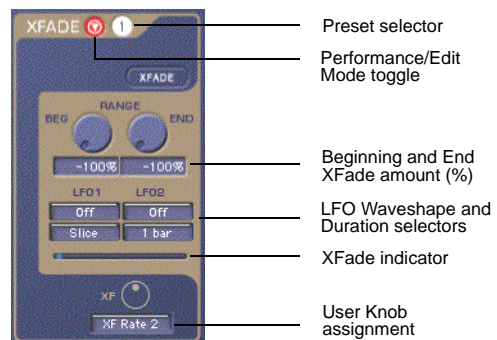 XFADE 1
Preset selector
Performance/Edit
Mode toggle
XFADE
RANGE
BEG END
-100% -100%
Beginning and End
XFade amount (%)
LFO1 LFO2
Off Off
Slice 1 bar
LFO Waveshape and
Duration selectors
XFade indicator
XF
XF Rate 2
User Knob
assignment